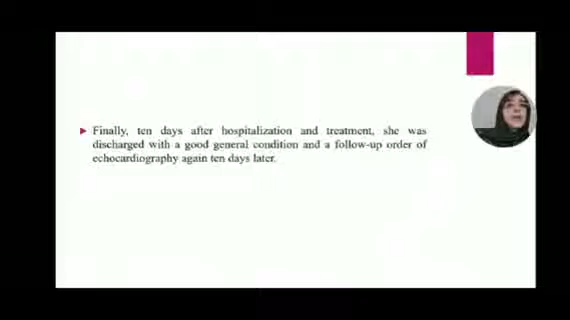 Finally, ten days after hospitalization and treatment, she was
discharged with a good general condition and a follow-up order of
echocardiography again ten days later.